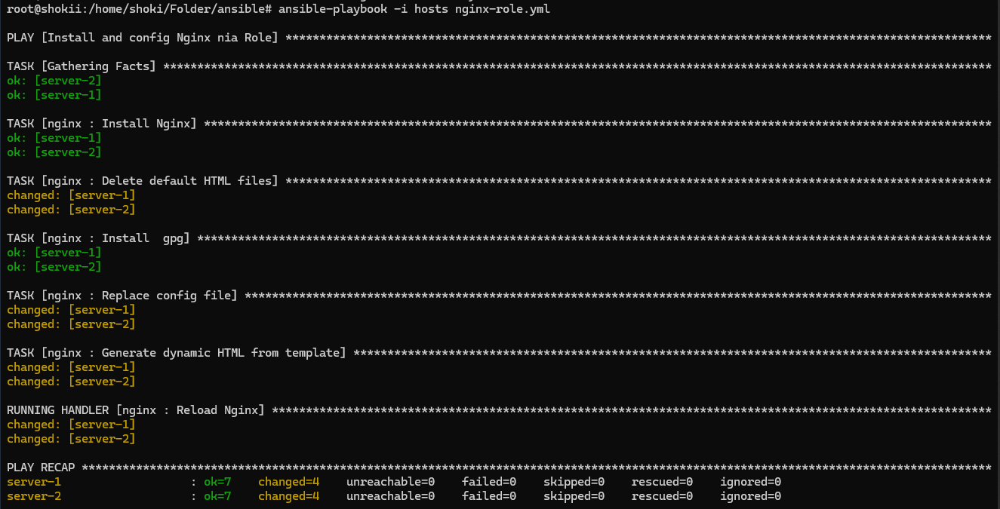 root@shokii:/home/shoki/Folder/ansible# ansible-playbook -i hosts nginx-role.yml
PLAY [Install and config Nginx nia Role] ********************************************************************************************************
TASK [Gathering Facts] **************************************************************************************************************************
ok: [server-2]
ok: [server-1]
TASK [nginx : Install Nginx] ********************************************************************************************************************
ok: [server-1]
ok: [server-2]
TASK [nginx : Delete default HTML files] ********************************************************************************************************
changed: [server-1]
changed: [server-2]
TASK [nginx : Install  gpg] *********************************************************************************************************************
ok: [server-1]
ok: [server-2]
TASK [nginx : Replace config file] **************************************************************************************************************
changed: [server-1]
changed: [server-2]
TASK [nginx : Generate dynamic HTML from template] **********************************************************************************************
changed: [server-1]
changed: [server-2]
RUNNING HANDLER [nginx : Reload Nginx] **********************************************************************************************************
changed: [server-1]
changed: [server-2]
PLAY RECAP **************************************************************************************************************************************
server-1                   : ok=7    changed=4    unreachable=0    failed=0    skipped=0    rescued=0    ignored=0
server-2                   : ok=7    changed=4    unreachable=0    failed=0    skipped=0    rescued=0    ignored=0